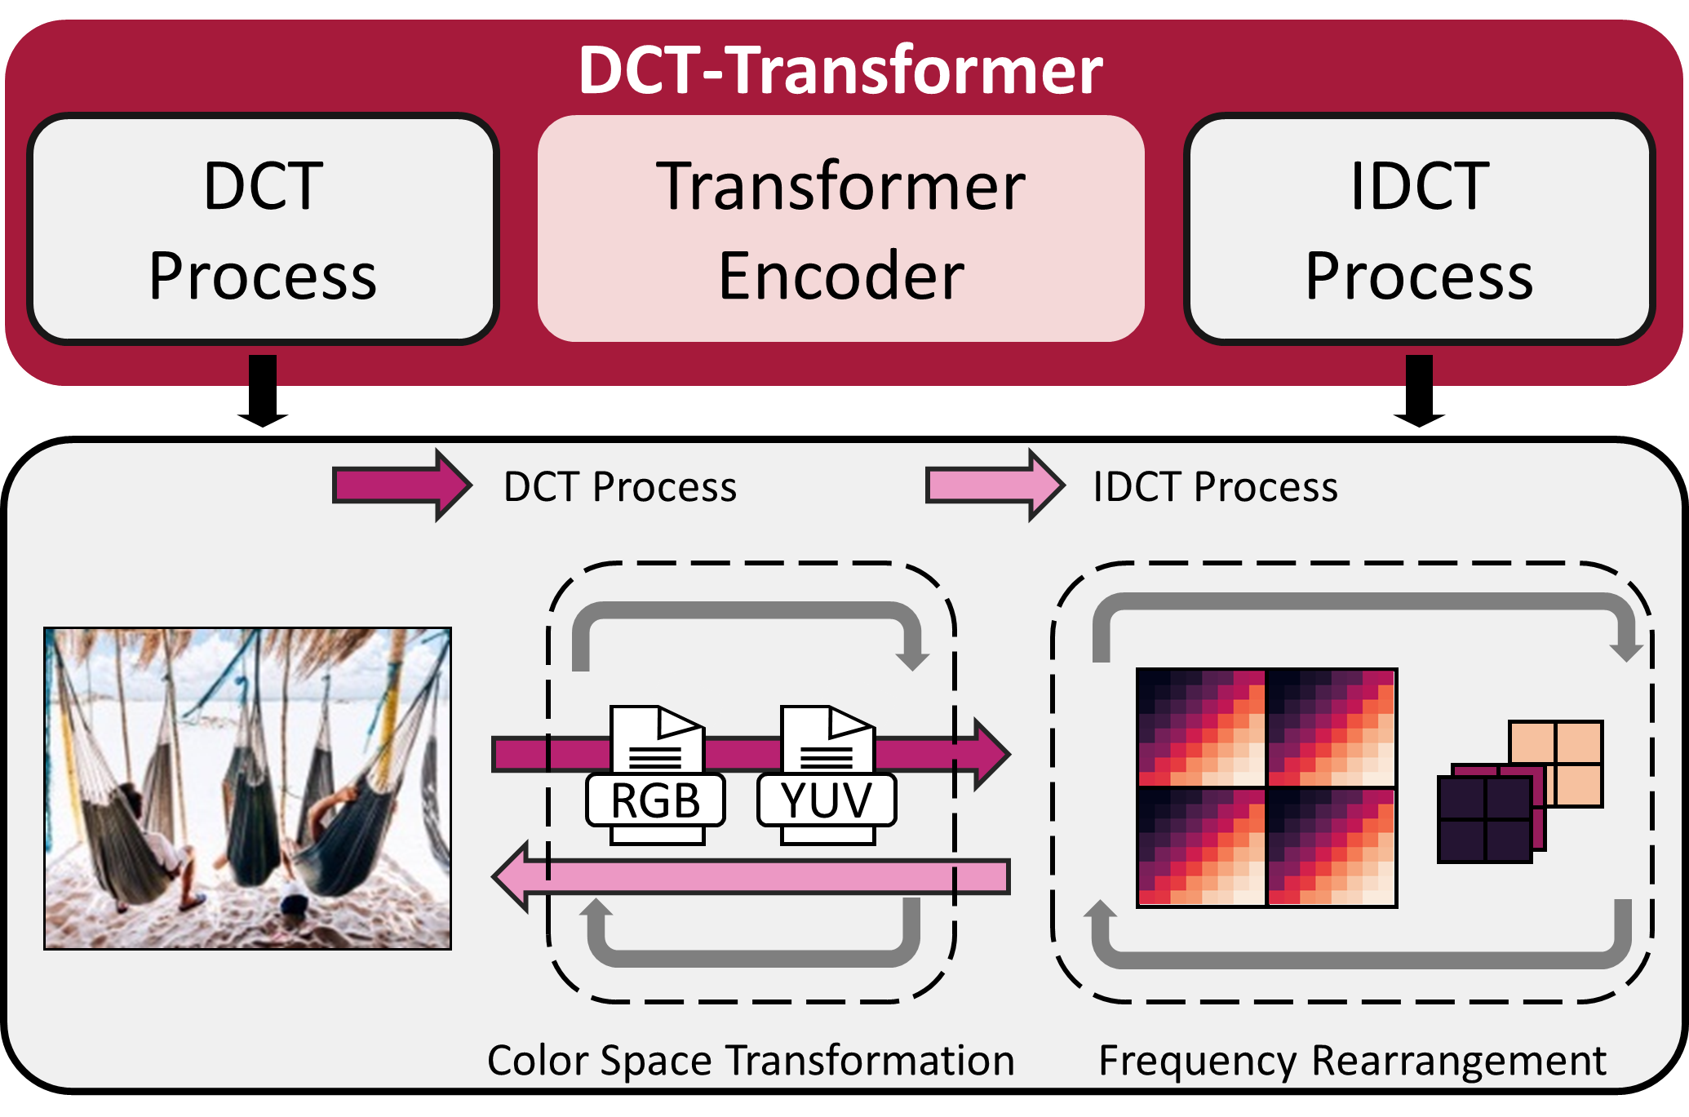 DCT-Transformer
DCT
Process
Transformer
Encoder
IDCT
Process
DCT Process
IDCT Process
RGB
YUV
Color Space Transformation
Frequency Rearrangement